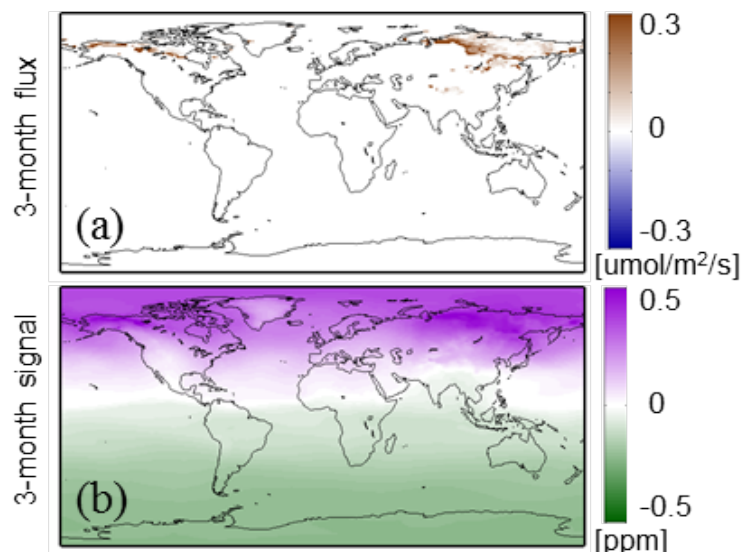 3-month flux
(a)
0.3
0
-0.3
[umol/m²/s]
3-month signal
(b)
0.5
0
-0.5
[ppm]